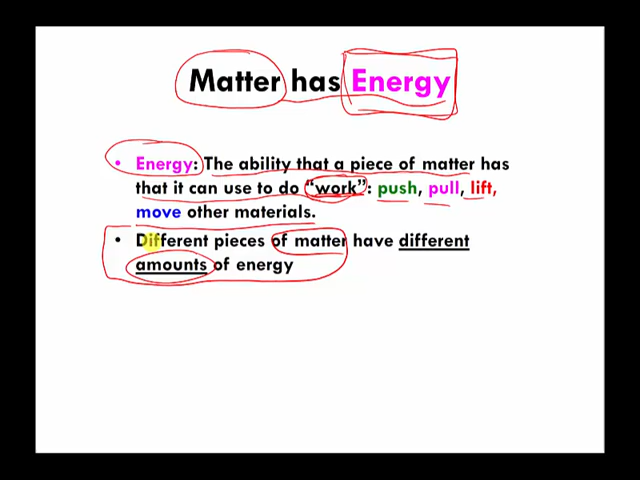 Matter has Energy
• Energy: The ability that a piece of matter has
that it can use to do “work”: push, pull, lift,
move other materials.
• Different pieces of matter have different
amounts of energy